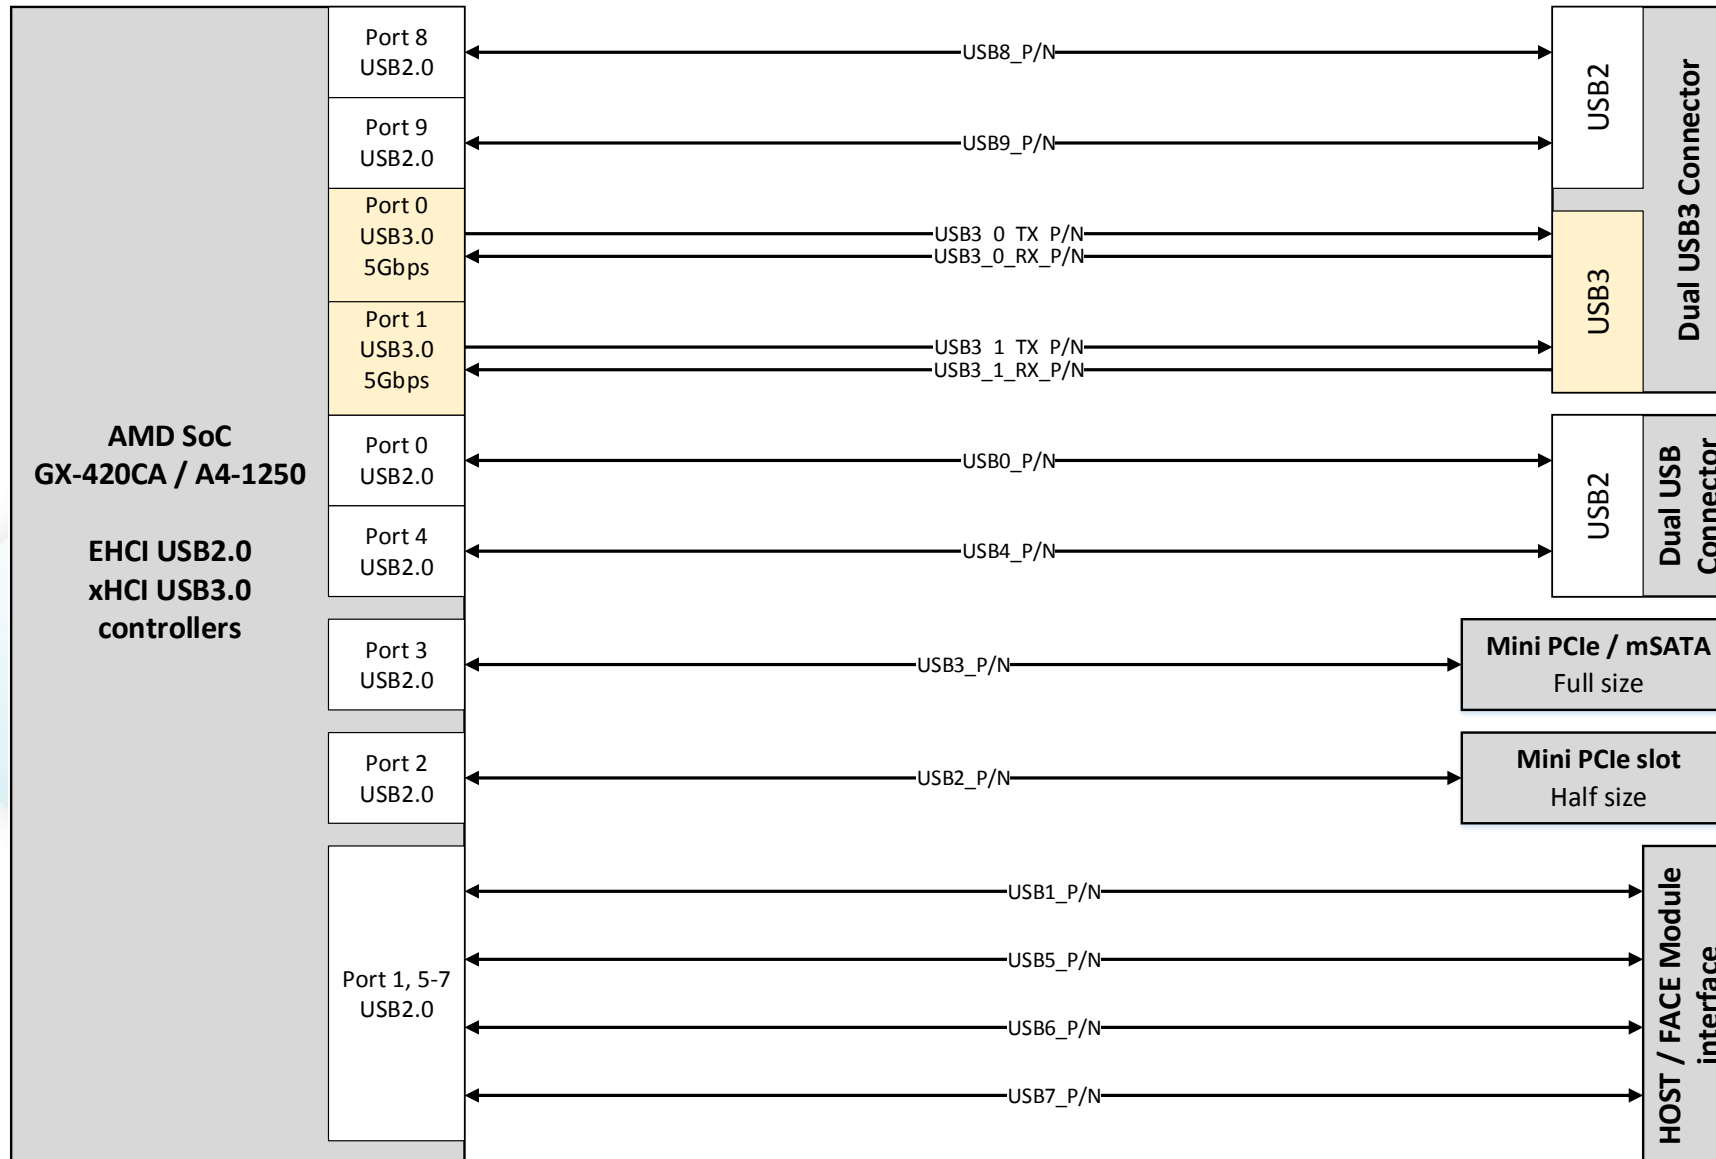 AMD SoC
GX-420CA / A4-1250
EHCI USB2.0
xHCI USB3.0
controllers
Port 8
USB2.0
USB8_P/N
Port 9
USB2.0
USB9_P/N
USB2
Port 0
USB3.0
5Gbps
USB3_0_TX_P/N
USB3_0_RX_P/N
Port 1
USB3.0
5Gbps
USB3_1_TX_P/N
USB3_1_RX_P/N
USB3
Dual USB3 Connector
Port 0
USB2.0
USB0_P/N
Port 4
USB2.0
USB4_P/N
USB2
Dual USB
Connector
Port 3
USB2.0
USB3_P/N
Mini PCIe / mSATA
Full size
Port 2
USB2.0
USB2_P/N
Mini PCIe slot
Half size
Port 1, 5-7
USB2.0
USB1_P/N
USB5_P/N
USB6_P/N
USB7_P/N
HOST / FACE Module
interface